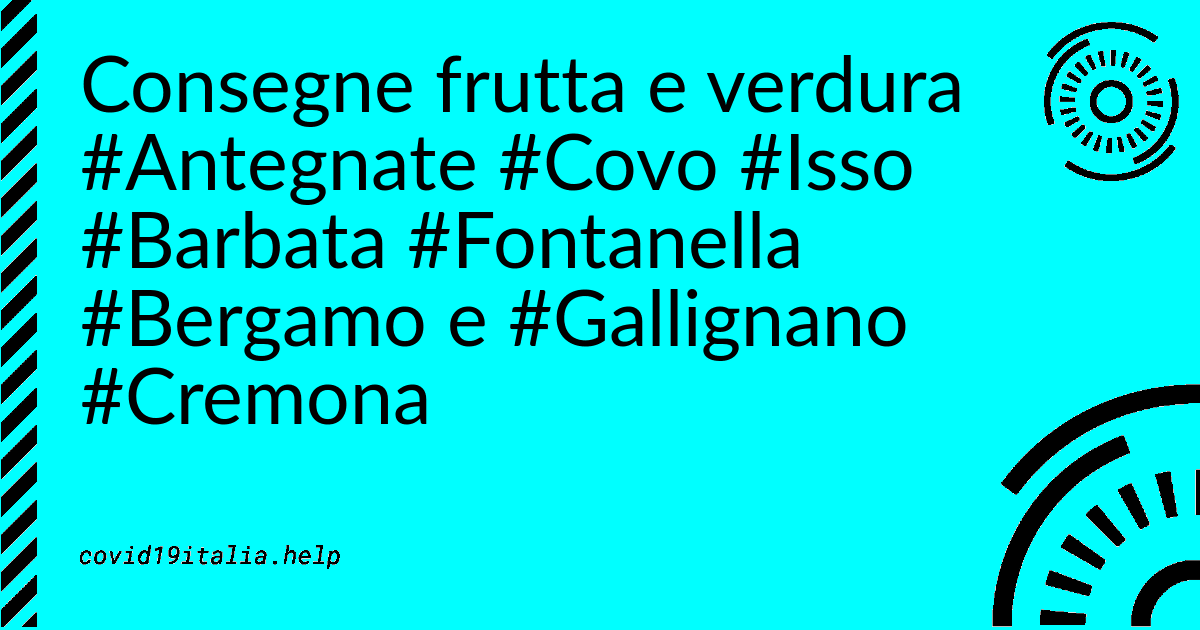 Consegne frutta e verdura
#Antegnate #Covo #Isso
#Barbata #Fontanella
#Bergamo e #Gallignano
#Cremona
covid19italia.help